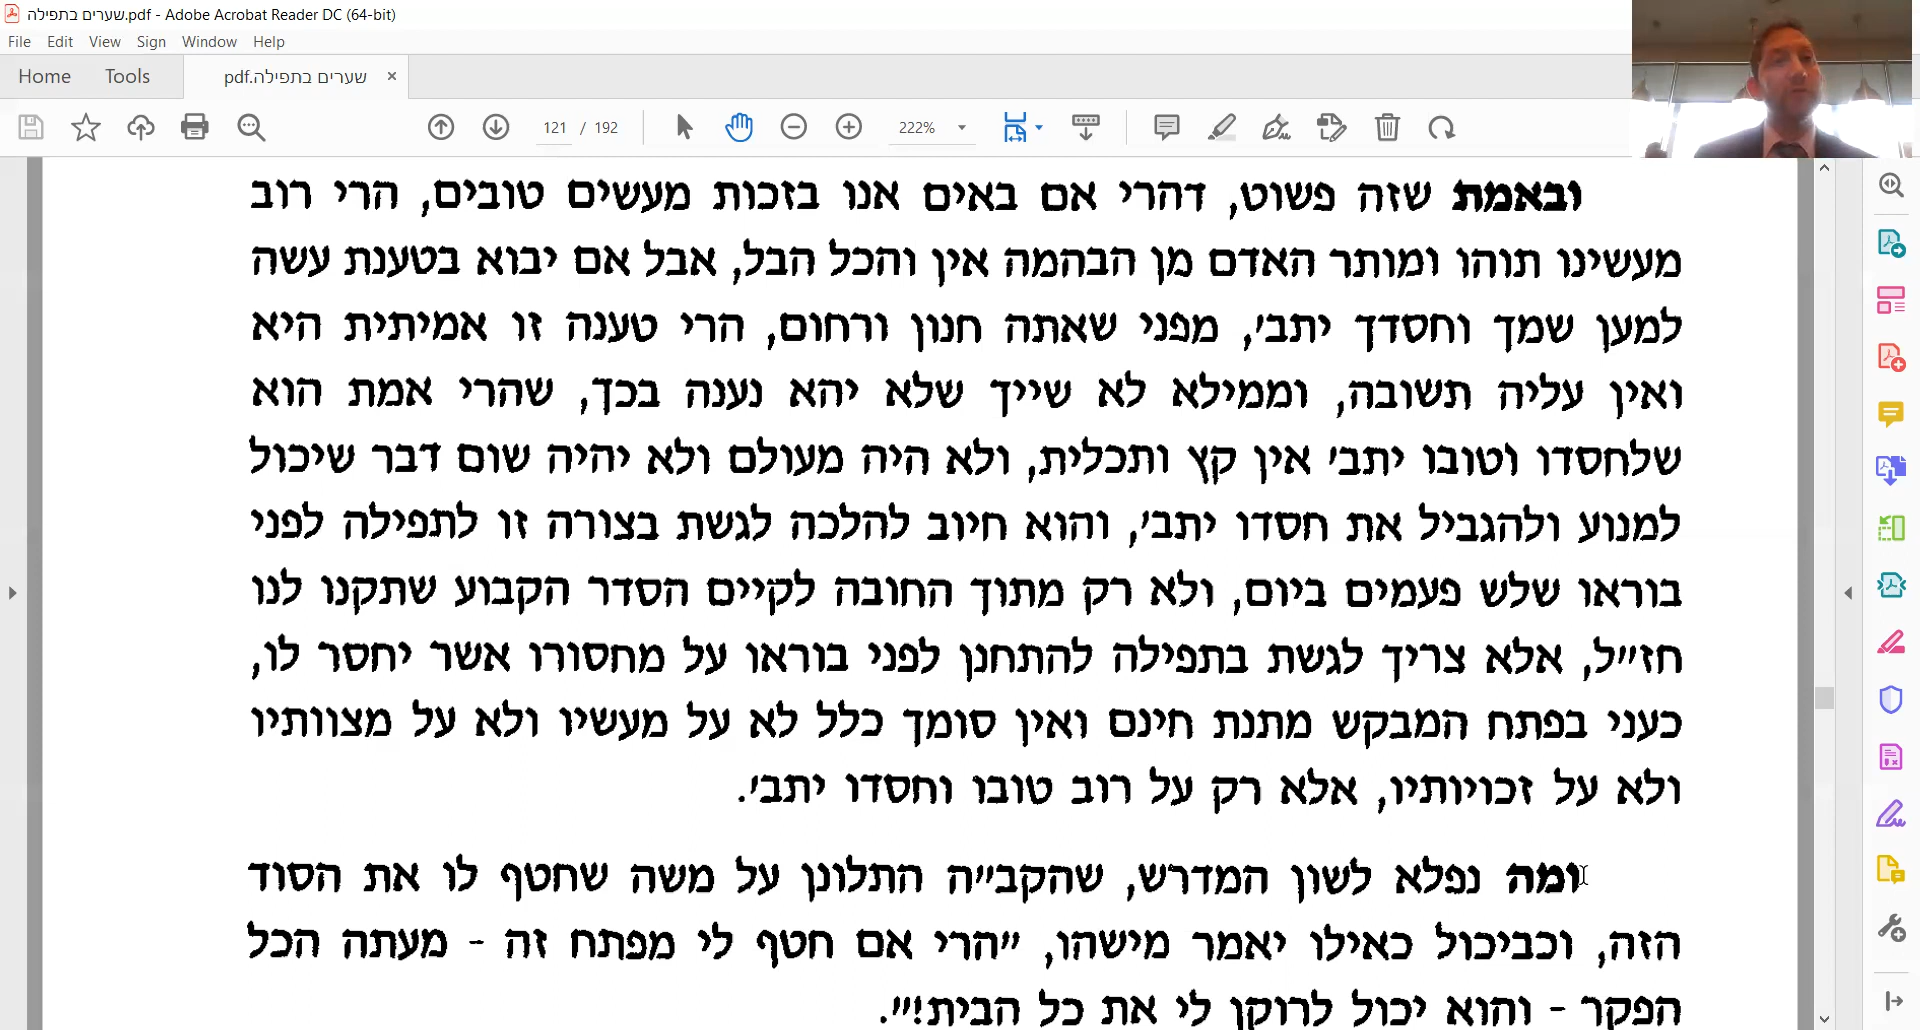 שערים בתפילה.pdf - Adobe Acrobat Reader DC (64-bit)
File Edit View Sign Window Help
Home Tools שערים בתפילה.pdf ×
121 / 192 222%
ובאמת שזה פשוט, דהרי אם באים אנו בזכות מעשים טובים, הרי רוב
מעשינו תוהו ומותר האדם מן הבהמה אין והכל הבל, אבל אם יבוא בטענת עשה
למען שמך וחסדך יתב׳, מפני שאתה חנון ורחום, הרי טענה זו אמיתית היא
ואין עליה תשובה, וממילא לא שייך שלא יהא נענה בכך, שהרי אמת הוא
שלחסדו וטובו יתב׳ אין קץ ותכלית, ולא היה מעולם ולא יהיה שום דבר שיכול
למנוע ולהגביל את חסדו יתב׳, והוא חיוב להלכה לגשת בצורה זו לתפילה לפני
בוראו שלש פעמים ביום, ולא רק מתוך החובה לקיים הסדר הקבוע שתקנו לנו
חז״ל, אלא צריך לגשת בתפילה להתחנן לפני בוראו על מחסורו אשר יחסר לו,
כעני בפתח המבקש מתנת חינם ואין סומך כלל לא על מעשיו ולא על מצוותיו
ולא על זכויותיו, אלא רק על רוב טובו וחסדו יתב׳.
ומה נפלא לשון המדרש, שהקב״ה התלונן על משה שחטף לו את הסוד
הזה, וכביכול כאילו יאמר מישהו, ״הרי אם חטף לי מפתח זה - מעתה הכל
הפקר - והוא יכול לרוקן לי את כל הבית!״.